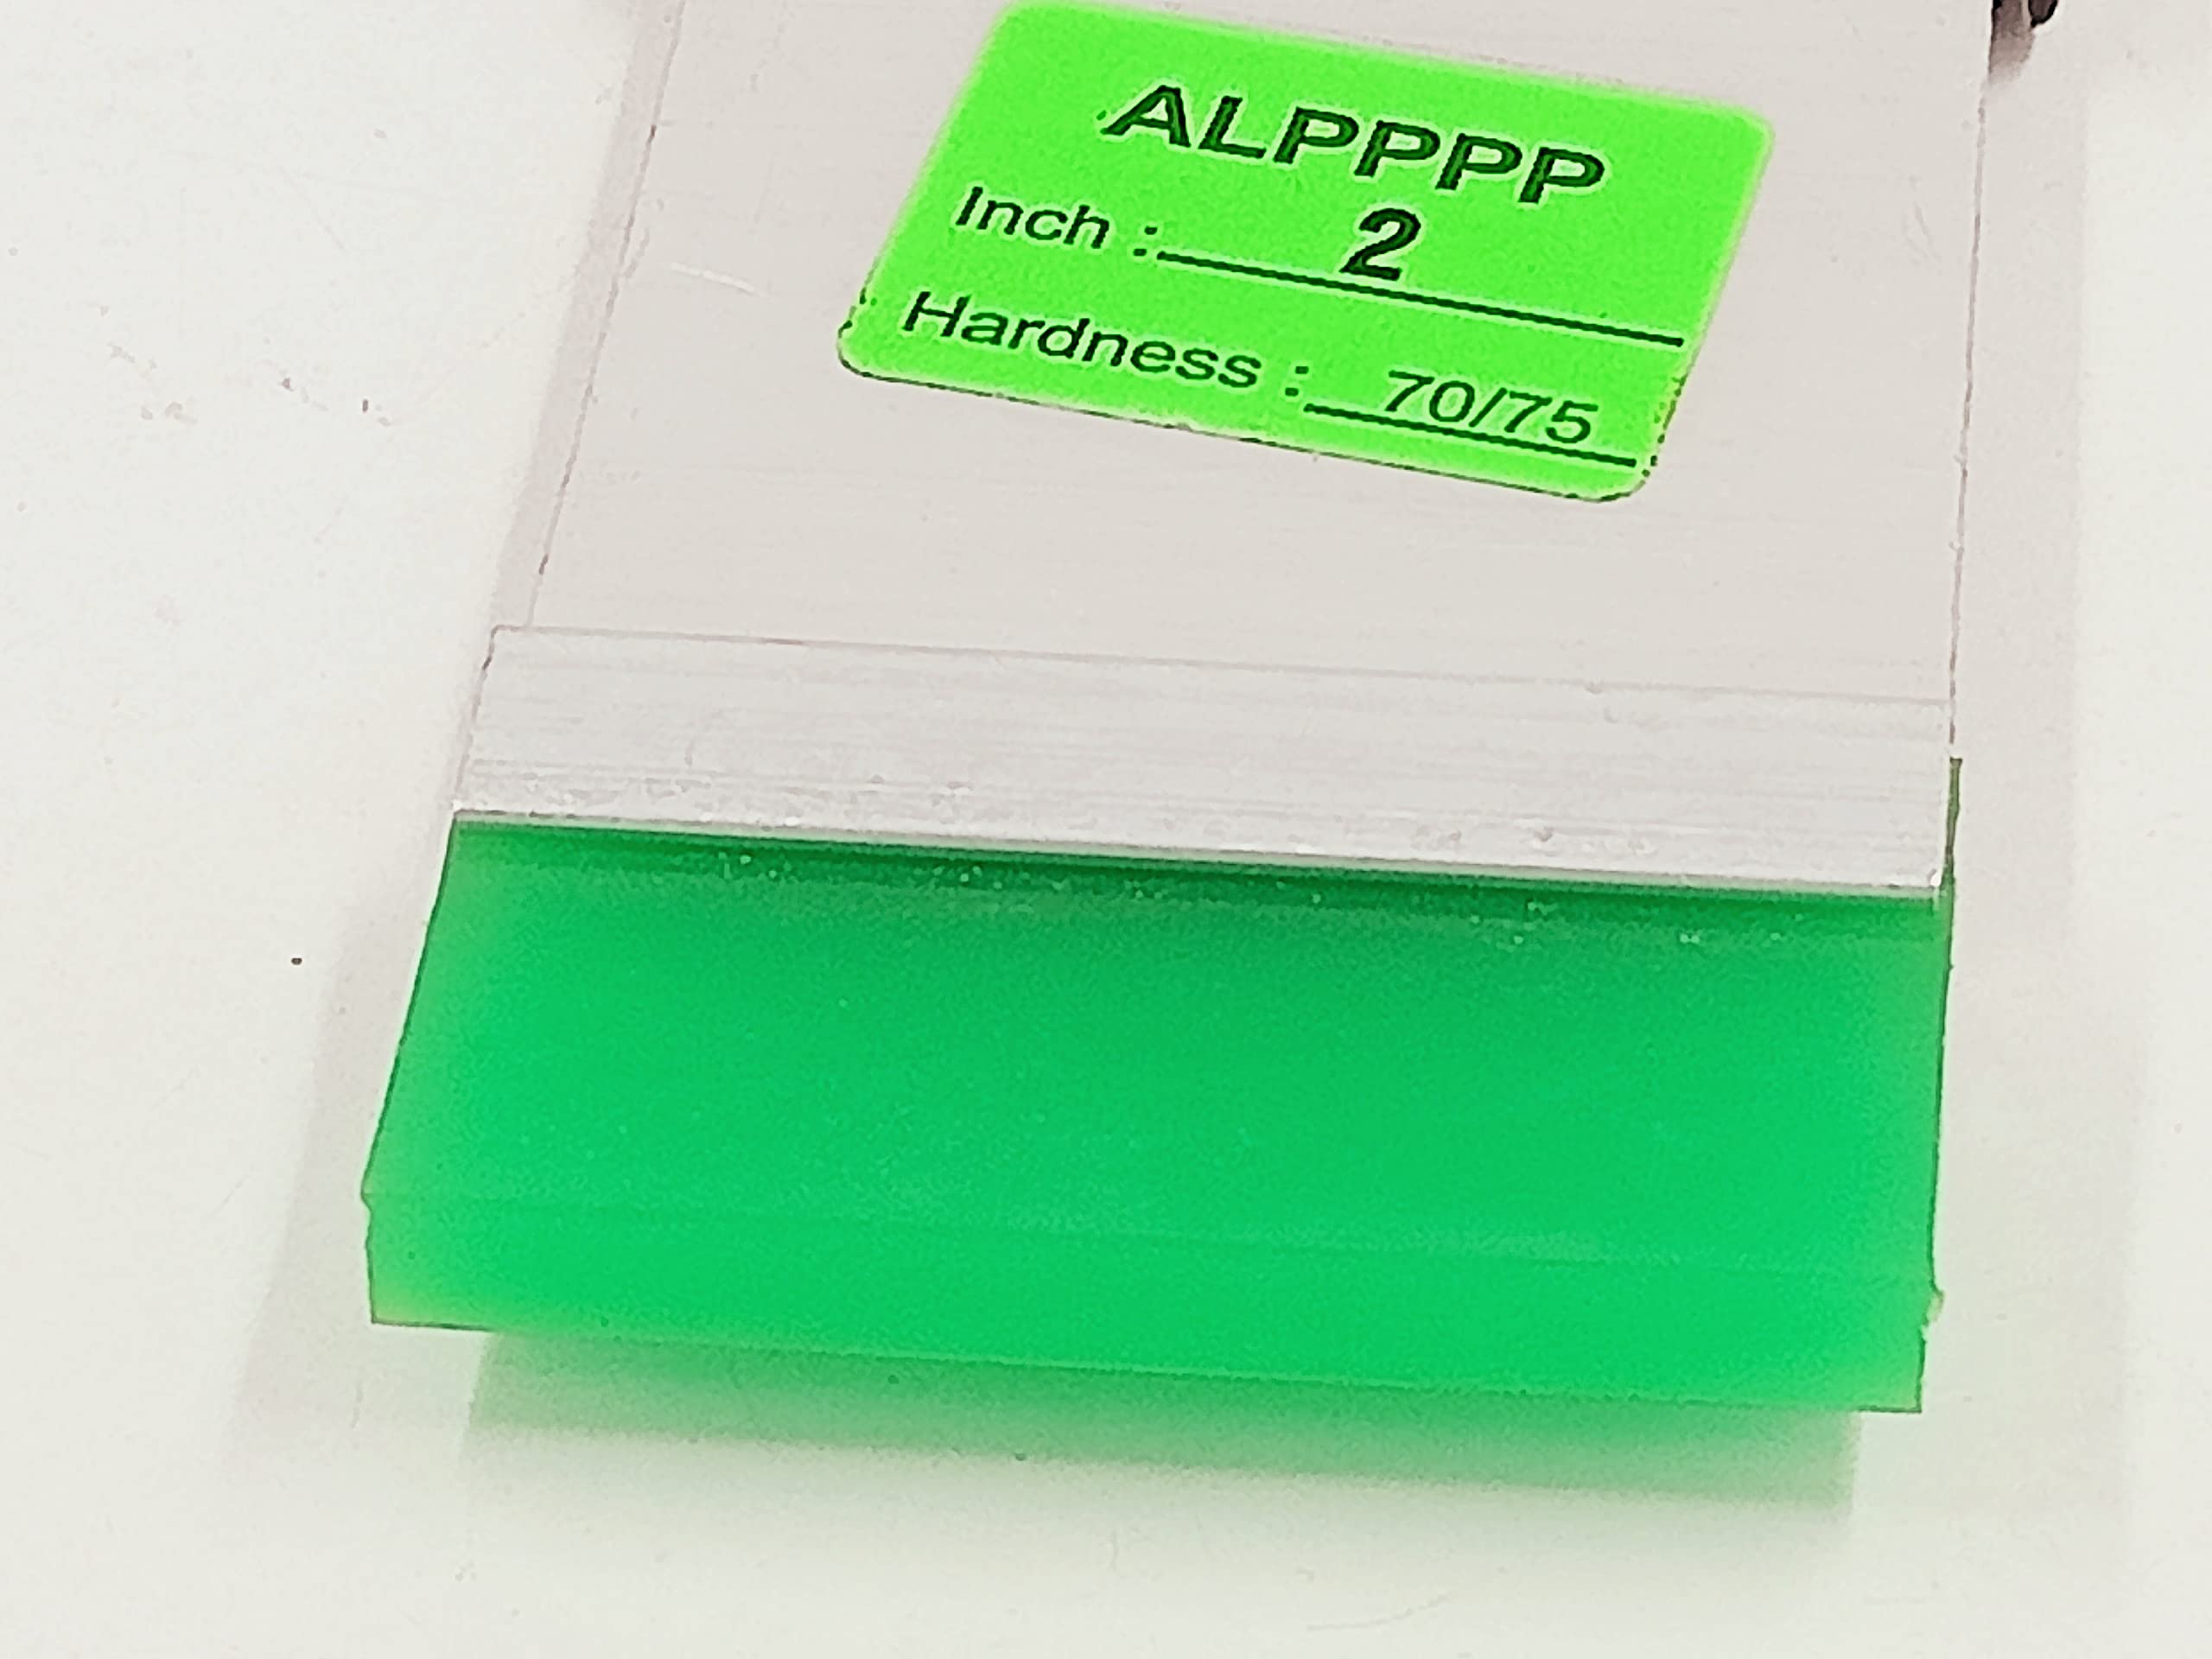 ALPPPP
Inch : 2
Hardness : 70/75